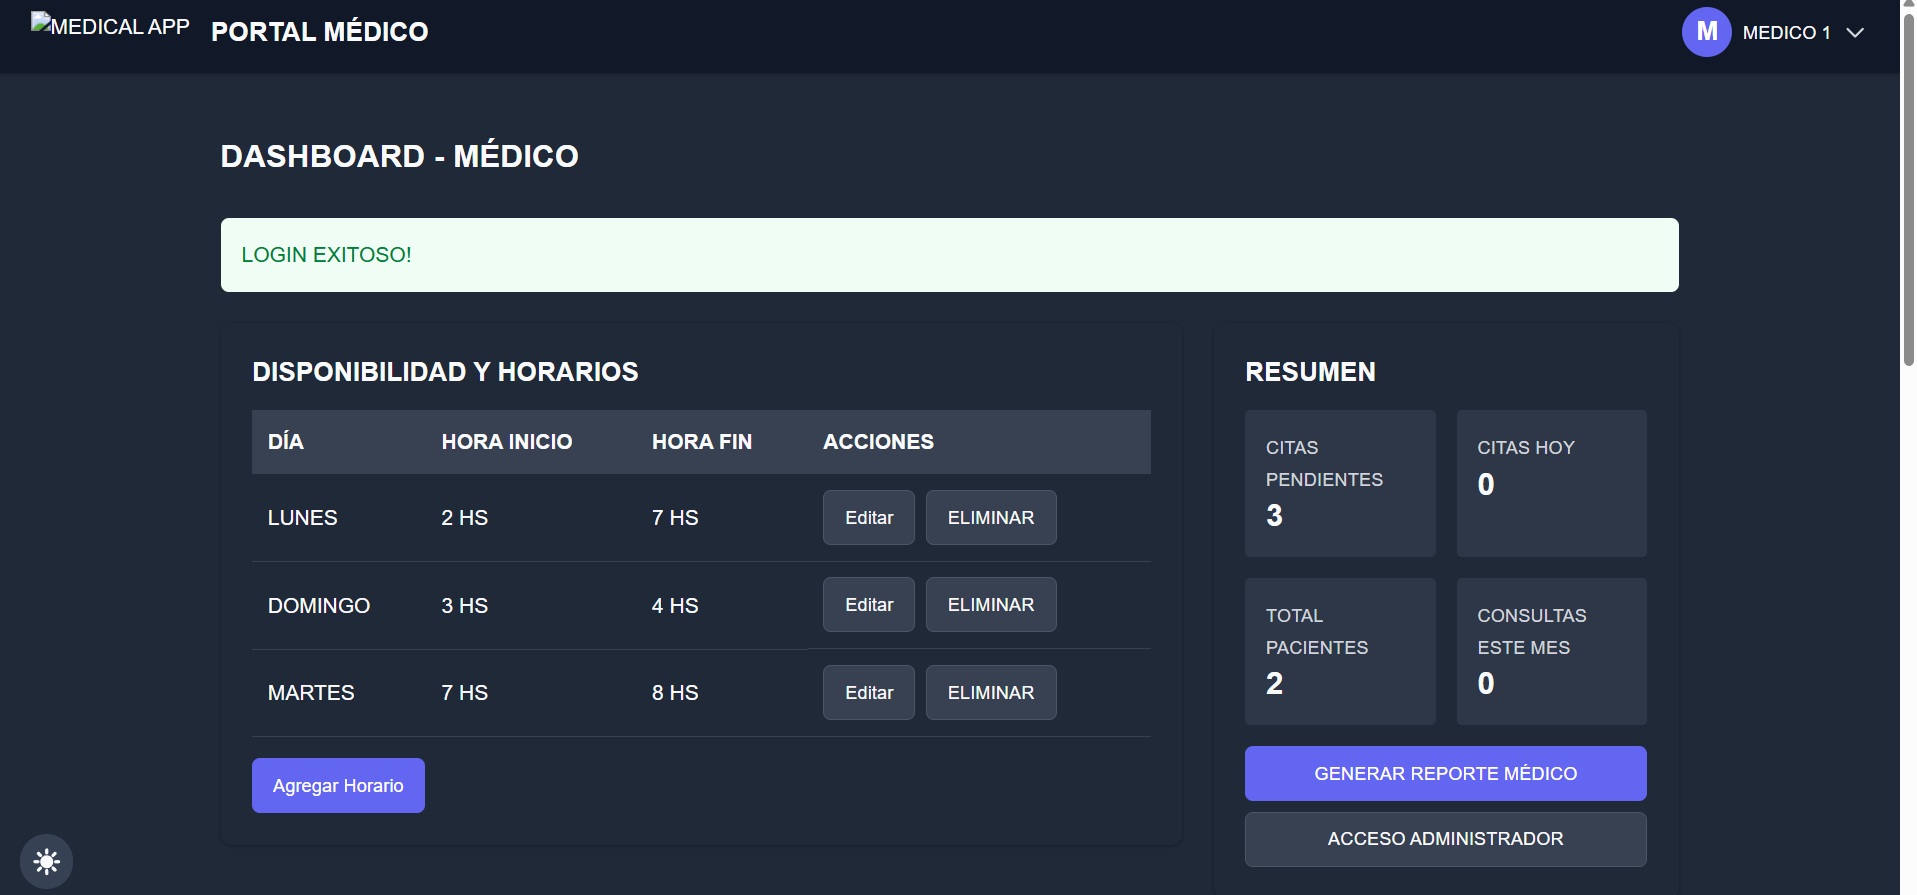 MEDICAL APP PORTAL MÉDICO M MEDICO 1
DASHBOARD - MÉDICO
LOGIN EXITOSO!
DISPONIBILIDAD Y HORARIOS
DÍA HORA INICIO HORA FIN ACCIONES
LUNES 2 HS 7 HS Editar ELIMINAR
DOMINGO 3 HS 4 HS Editar ELIMINAR
MARTES 7 HS 8 HS Editar ELIMINAR
Agregar Horario
RESUMEN
CITAS
PENDIENTES
3
CITAS HOY
0
TOTAL
PACIENTES
2
CONSULTAS
ESTE MES
0
GENERAR REPORTE MÉDICO
ACCESO ADMINISTRADOR